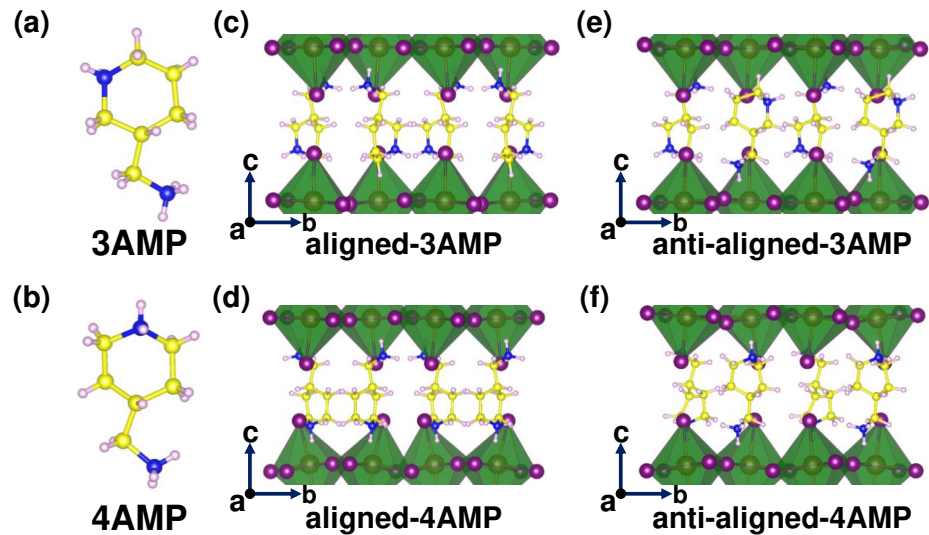 (a)
(c)
(e)
c
a
b
c
a
b
3AMP
aligned-3AMP
anti-aligned-3AMP
(b)
(d)
(f)
c
a
b
c
a
b
4AMP
aligned-4AMP
anti-aligned-4AMP